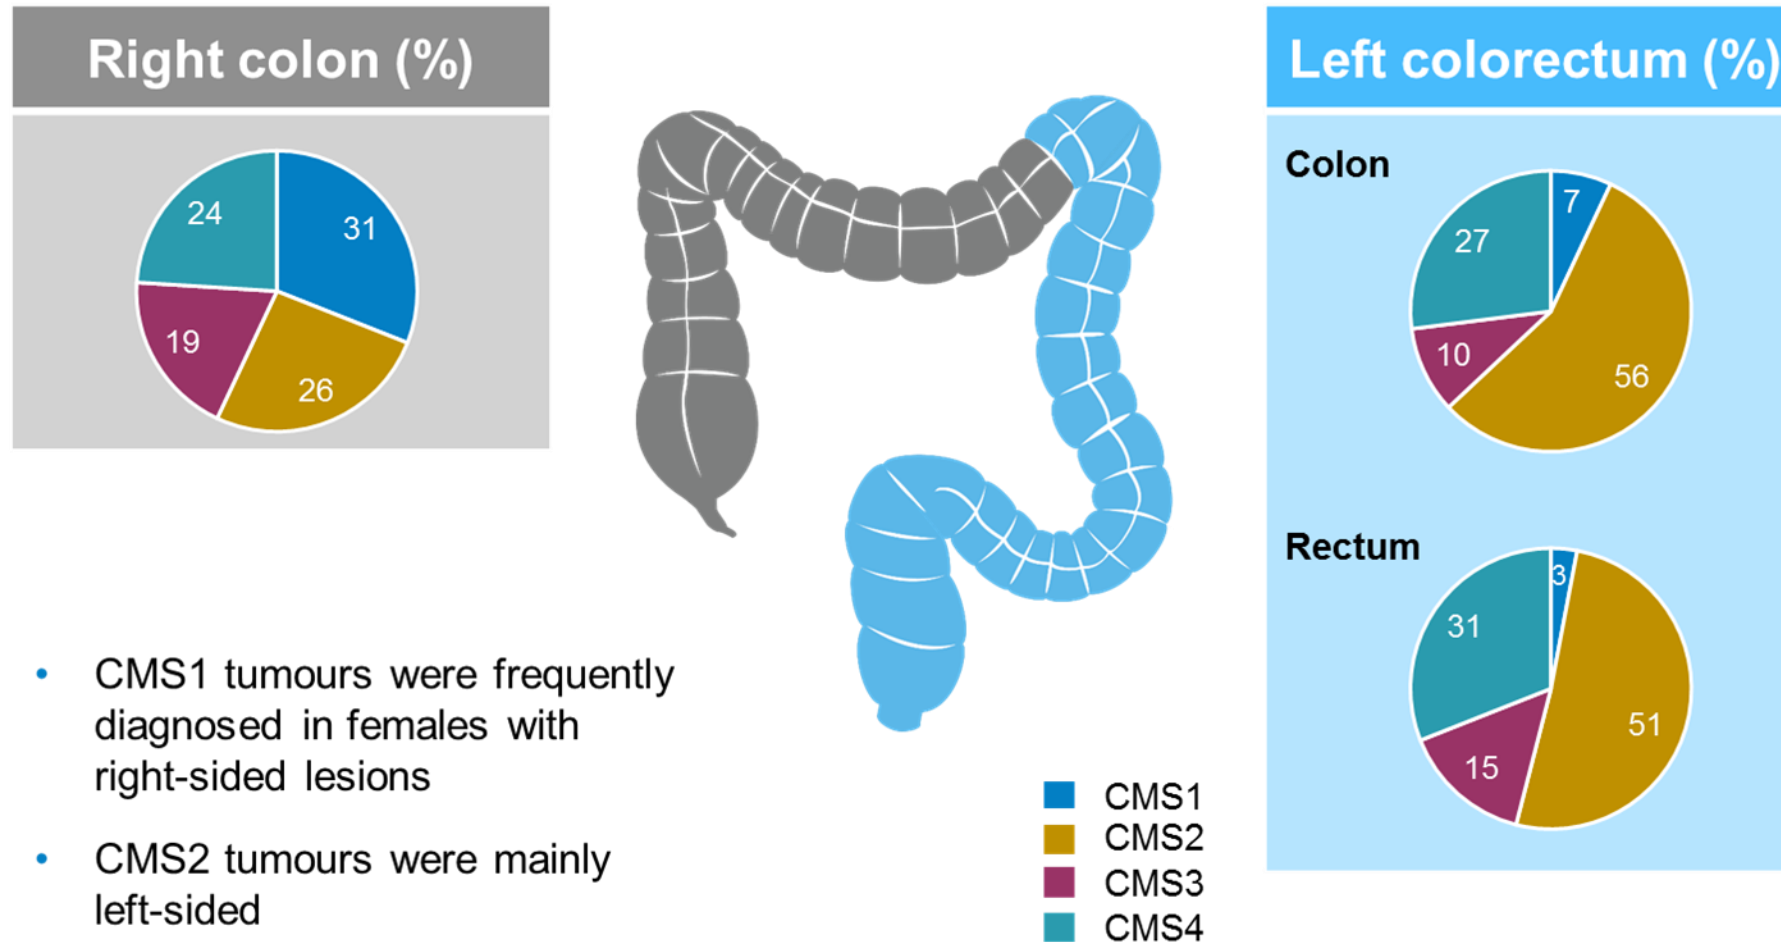 Right colon (%)
31
26
19
24
Left colorectum (%)
Colon
7
56
10
27
Rectum
3
51
15
31
• CMS1 tumours were frequently
diagnosed in females with
right-sided lesions
• CMS2 tumours were mainly
left-sided
CMS1
CMS2
CMS3
CMS4